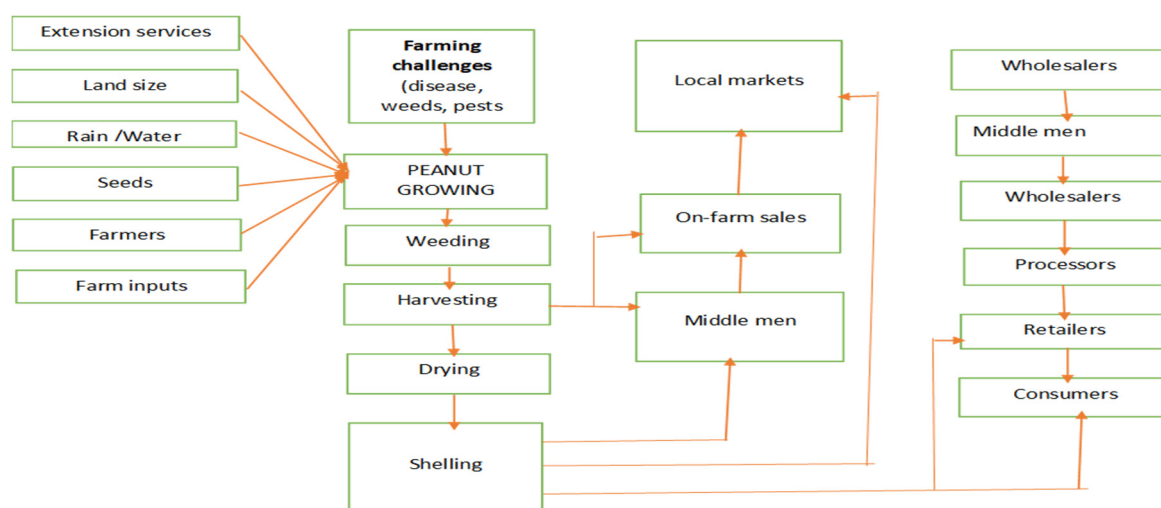 Extension services
Land size
Rain /Water
Seeds
Farmers
Farm inputs
Farming
challenges
(disease,
weeds, pests
PEANUT
GROWING
Weeding
Harvesting
Drying
Shelling
Local markets
On-farm sales
Middle men
Wholesalers
Middle men
Wholesalers
Processors
Retailers
Consumers